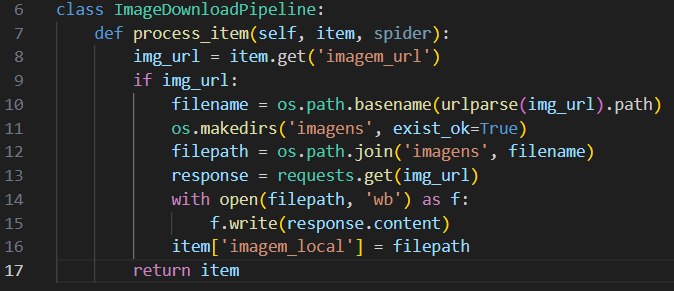 6 class ImageDownloadPipeline:
7     def process_item(self, item, spider):
8         img_url = item.get('imagem_url')
9         if img_url:
10             filename = os.path.basename(urlparse(img_url).path)
11             os.makedirs('imagens', exist_ok=True)
12             filepath = os.path.join('imagens', filename)
13             response = requests.get(img_url)
14             with open(filepath, 'wb') as f:
15                 f.write(response.content)
16             item['imagem_local'] = filepath
17         return item